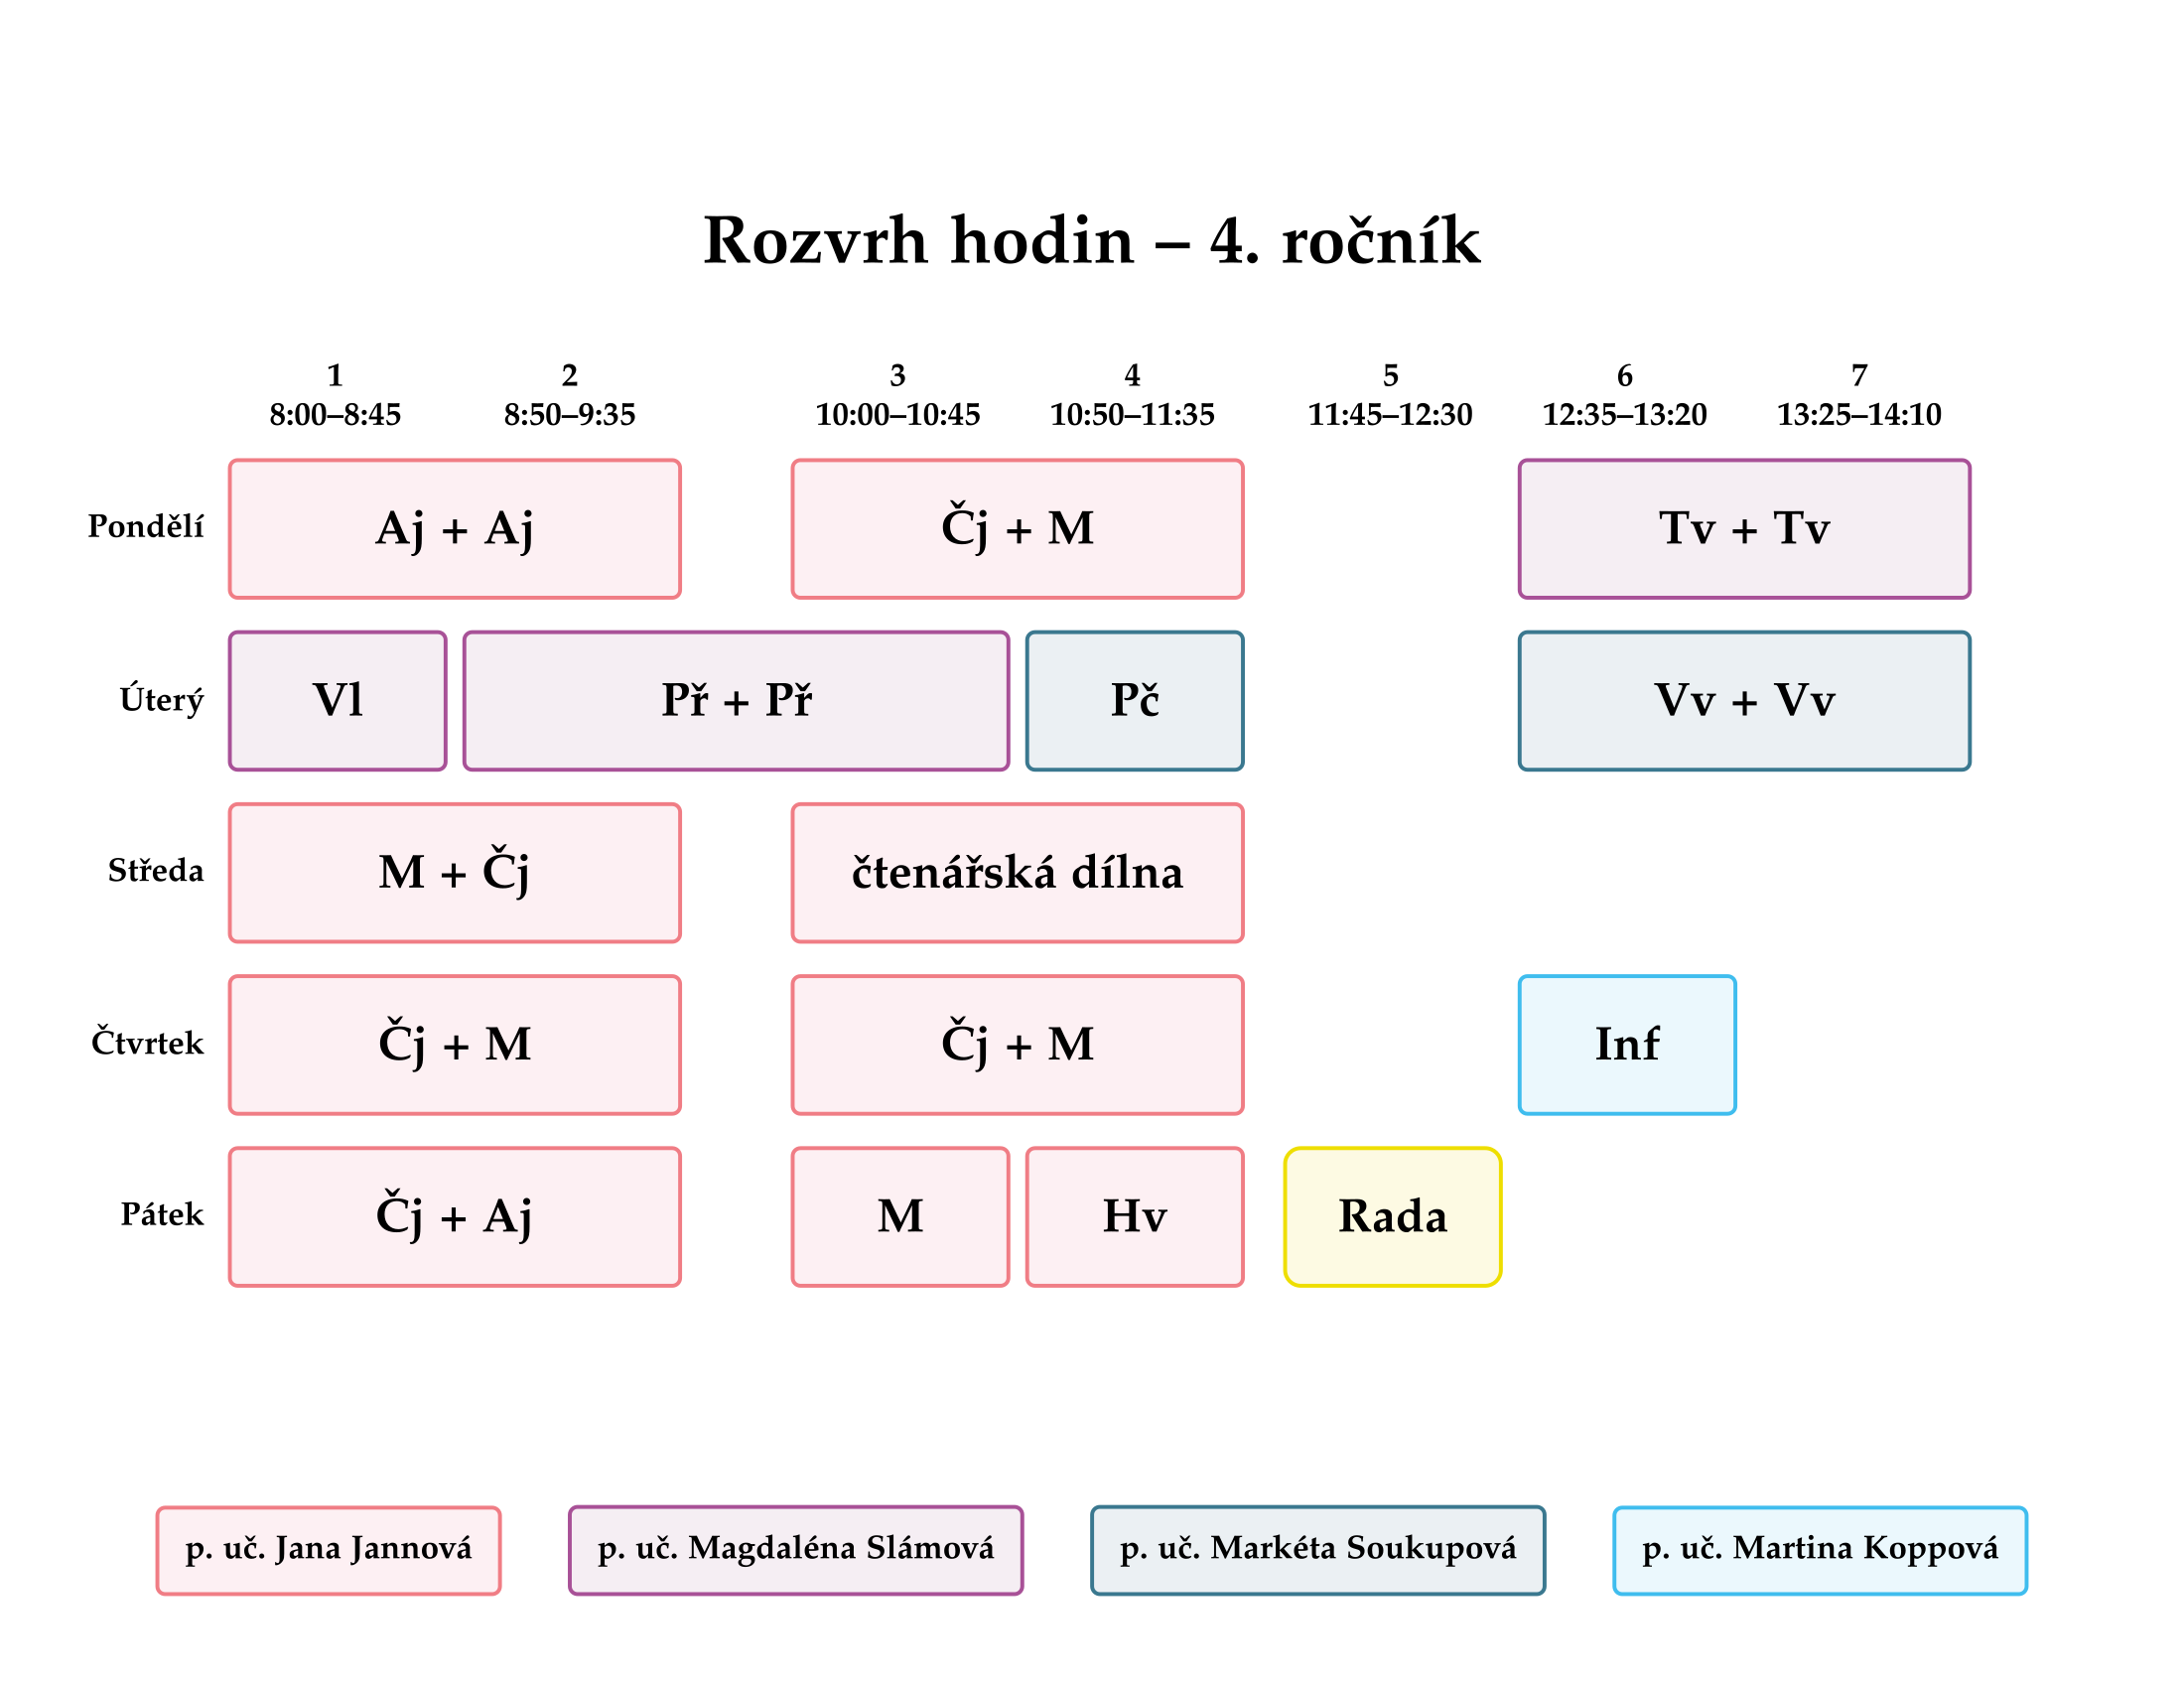 Rozvrh hodin – 4. ročník
1 2 3 4 5 6 7
8:00–8:45 8:50–9:35 10:00–10:45 10:50–11:35 11:45–12:30 12:35–13:20 13:25–14:10
Pondělí Aj + Aj Čj + M Tv + Tv
Úterý Vl Př + Př Pč Vv + Vv
Středa M + Čj čtenářská dílna
Čtvrtek Čj + M Čj + M Inf
Pátek Čj + Aj M Hv Rada
p. uč. Jana Jannová p. uč. Magdaléna Slámová p. uč. Markéta Soukupová p. uč. Martina Koppová